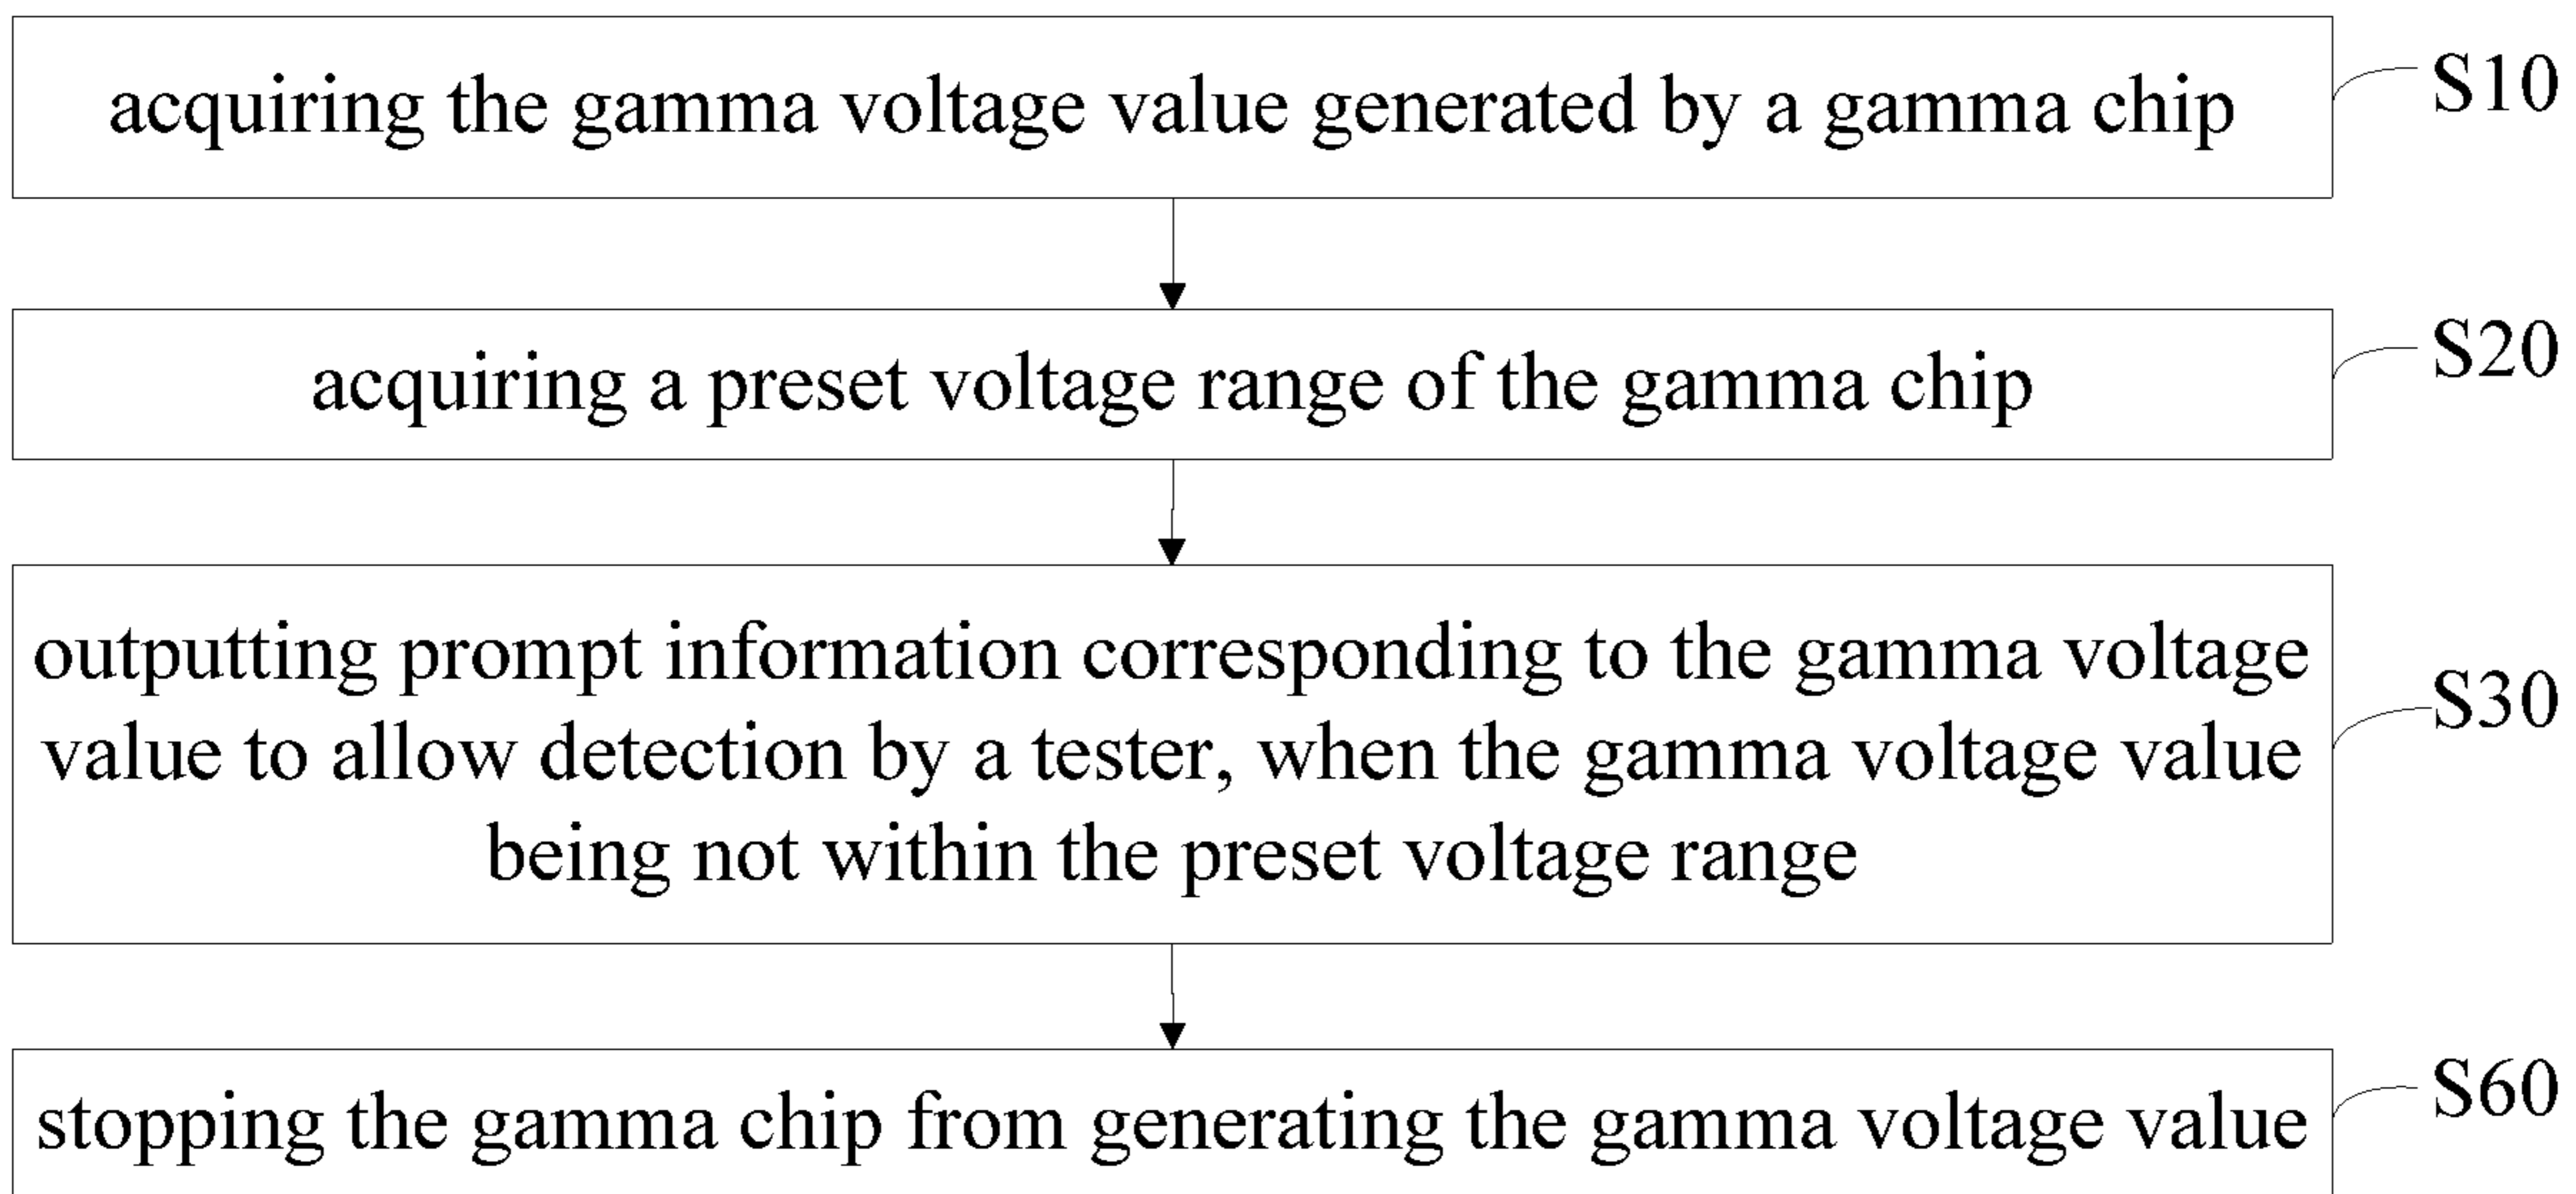 acquiring the gamma voltage value generated by a gamma chip
S10
acquiring a preset voltage range of the gamma chip
S20
outputting prompt information corresponding to the gamma voltage
value to allow detection by a tester, when the gamma voltage value
being not within the preset voltage range
S30
stopping the gamma chip from generating the gamma voltage value
S60